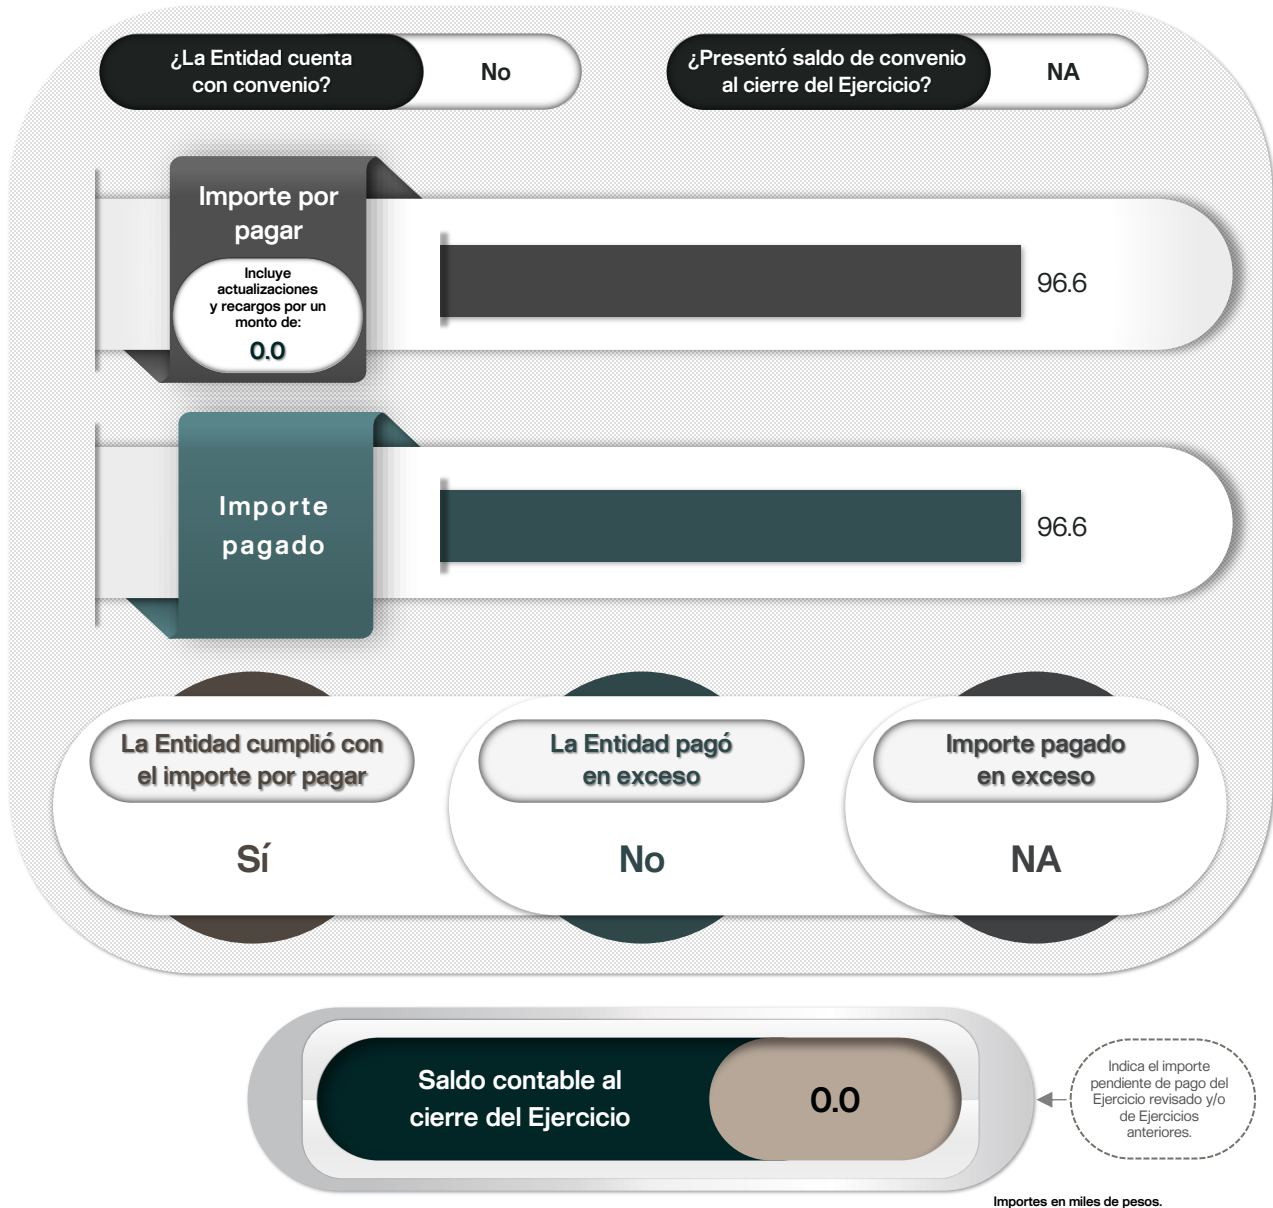 ¿La Entidad cuenta
con convenio?
No
¿Presentó saldo de convenio
al cierre del Ejercicio?
NA
Importe por
pagar
Incluye
actualizaciones
y recargos por un
monto de:
0.0
96.6
Importe
pagado
96.6
La Entidad cumplió con
el importe por pagar
Sí
La Entidad pagó
en exceso
No
Importe pagado
en exceso
NA
Saldo contable al
cierre del Ejercicio
0.0
Indica el importe
pendiente de pago del
Ejercicio revisado y/o
de Ejercicios
anteriores.
Importes en miles de pesos.